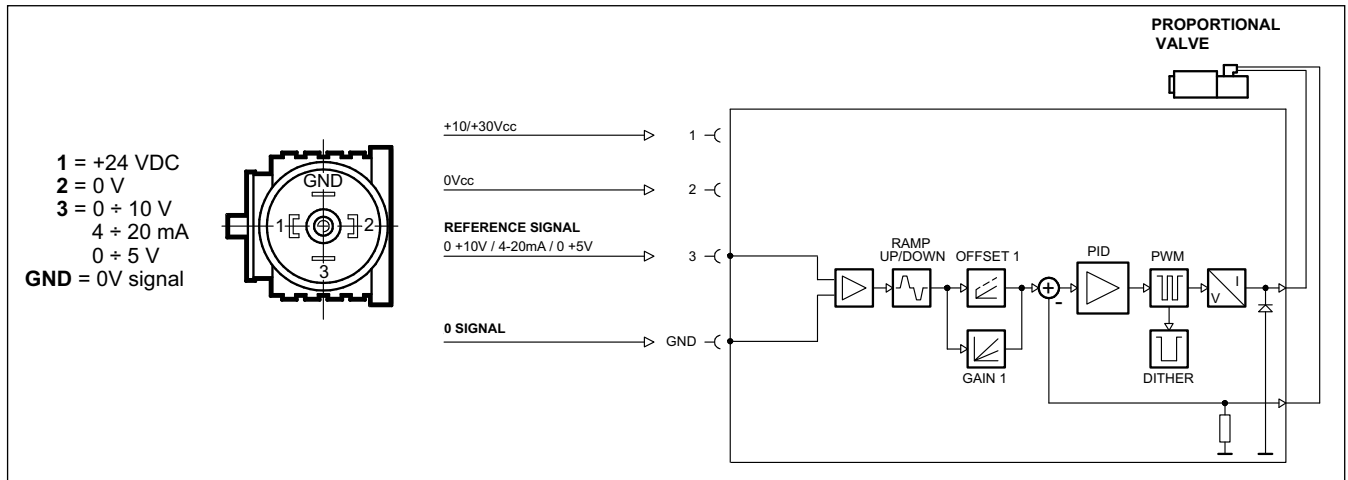 PROPORTIONAL
VALVE
1 = +24 VDC
2 = 0 V
3 = 0 ÷ 10 V
4 ÷ 20 mA
0 ÷ 5 V
GND = 0V signal
GND
1
2
3
+10/+30Vcc
1
0Vcc
2
REFERENCE SIGNAL
0 +10V / 4-20mA / 0 +5V
3
0 SIGNAL
GND
RAMP
UP/DOWN
OFFSET 1
GAIN 1
-
PID
PWM
DITHER
V
I